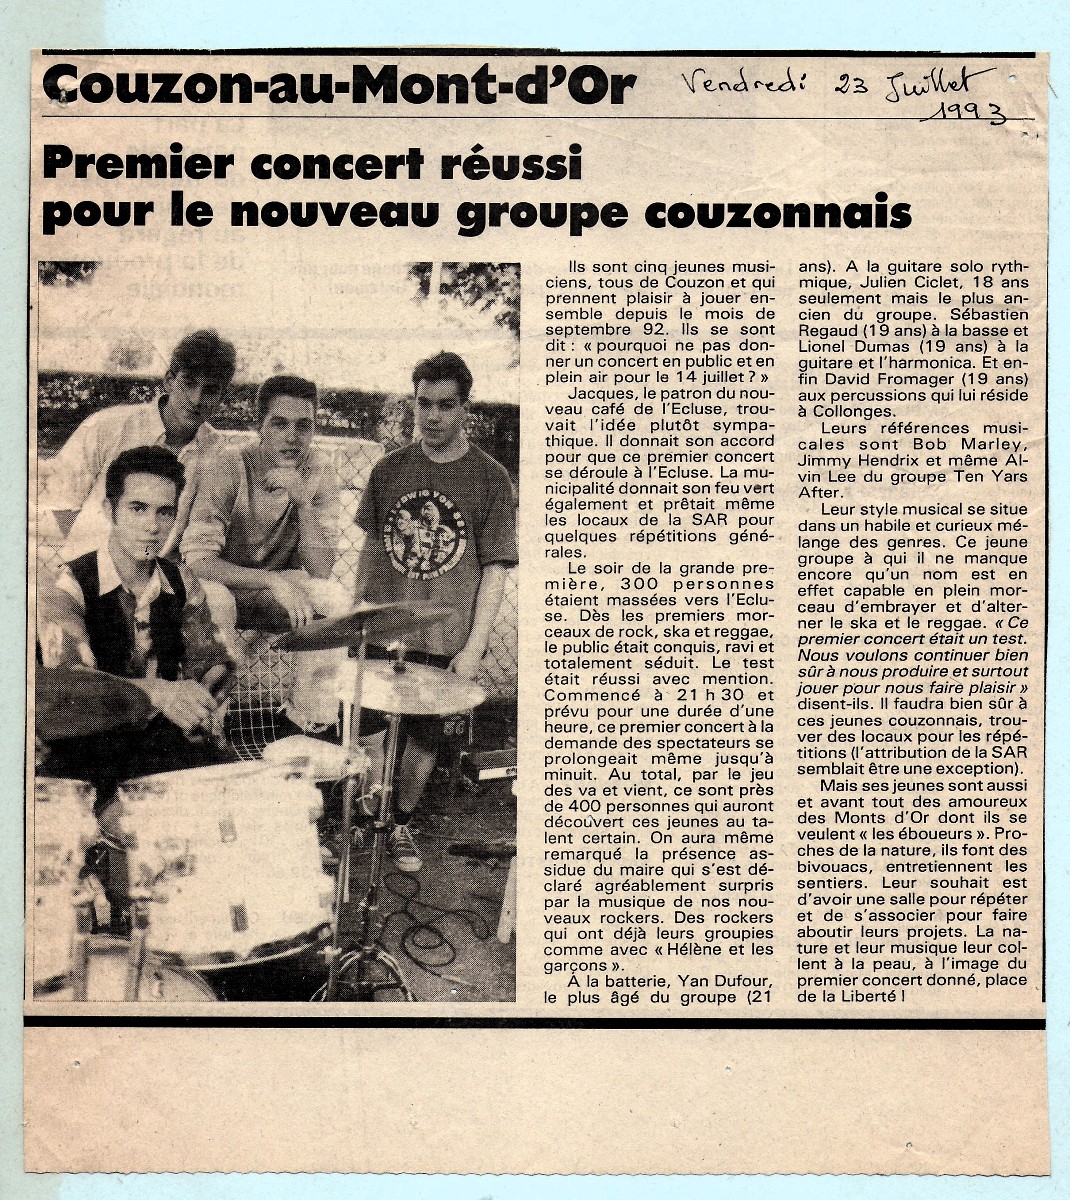 Couzon-au-Mont-d'Or
Vendredi 23 Juillet
1993
Premier concert réussi
pour le nouveau groupe couzonnais
Ils sont cinq jeunes musi-
ciens, tous de Couzon et qui
prennent plaisir à jouer en-
semble depuis le mois de
septembre 92. Ils se sont
dit : « pourquoi ne pas don-
ner un concert en public et en
plein air pour le 14 juillet ? »
Jacques, le patron du nou-
veau café de l'Ecluse, trou-
vait l'idée plutôt sympa-
thique. Il donnait son accord
pour que ce premier concert
se déroule à l'Ecluse. La mu-
nicipalité donnait son feu vert
également et prêtait même
les locaux de la SAR pour
quelques répétitions géné-
rales.
Le soir de la grande pre-
mière, 300 personnes
étaient massées vers l'Eclu-
se. Dès les premiers mor-
ceaux de rock, ska et reggae,
le public était conquis, ravi et
totalement séduit. Le test
était réussi avec mention.
Commencé à 21 h 30 et
prévu pour une durée d'une
heure, ce premier concert à la
demande des spectateurs se
prolongeait même jusqu'à
minuit. Au total, par le jeu
des va et vient, ce sont près
de 400 personnes qui auront
découvert ces jeunes au ta-
lent certain. On aura même
remarqué la présence as-
sidue du maire qui s'est dé-
claré agréablement surpris
par la musique de nos nou-
veaux rockers. Des rockers
qui ont déjà leurs groupies
comme avec « Hélène et les
garçons ».
A la batterie, Yan Dufour,
le plus âgé du groupe (21
ans). A la guitare solo ryth-
mique, Julien Ciclet, 18 ans
seulement mais le plus an-
cien du groupe. Sébastien
Regaud (19 ans) à la basse et
Lionel Dumas (19 ans) à la
guitare et l'harmonica. Et en-
fin David Fromager (19 ans)
aux percussions qui lui réside
à Collonges.
Leurs références musi-
cales sont Bob Marley,
Jimmy Hendrix et même Al-
vin Lee du groupe Ten Yars
After.
Leur style musical se situe
dans un habile et curieux mé-
lange des genres. Ce jeune
groupe à qui il ne manque
encore qu'un nom est en
effet capable en plein mor-
ceau d'embrayer et d'alter-
ner le ska et le reggae. « Ce
premier concert était un test.
Nous voulons continuer bien
sûr à nous produire et surtout
jouer pour nous faire plaisir »
disent-ils. Il faudra bien sûr à
ces jeunes couzonnais, trou-
ver des locaux pour les répé-
titions (l'attribution de la SAR
semblait être une exception).
Mais ses jeunes sont aussi
et avant tout des amoureux
des Monts d'Or dont ils se
veulent « les éboueurs ». Pro-
ches de la nature, ils font des
bivouacs, entretiennent les
sentiers. Leur souhait est
d'avoir une salle pour répéter
et de s'associer pour faire
aboutir leurs projets. La na-
ture et leur musique leur col-
lent à la peau, à l'image du
premier concert donné, place
de la Liberté !